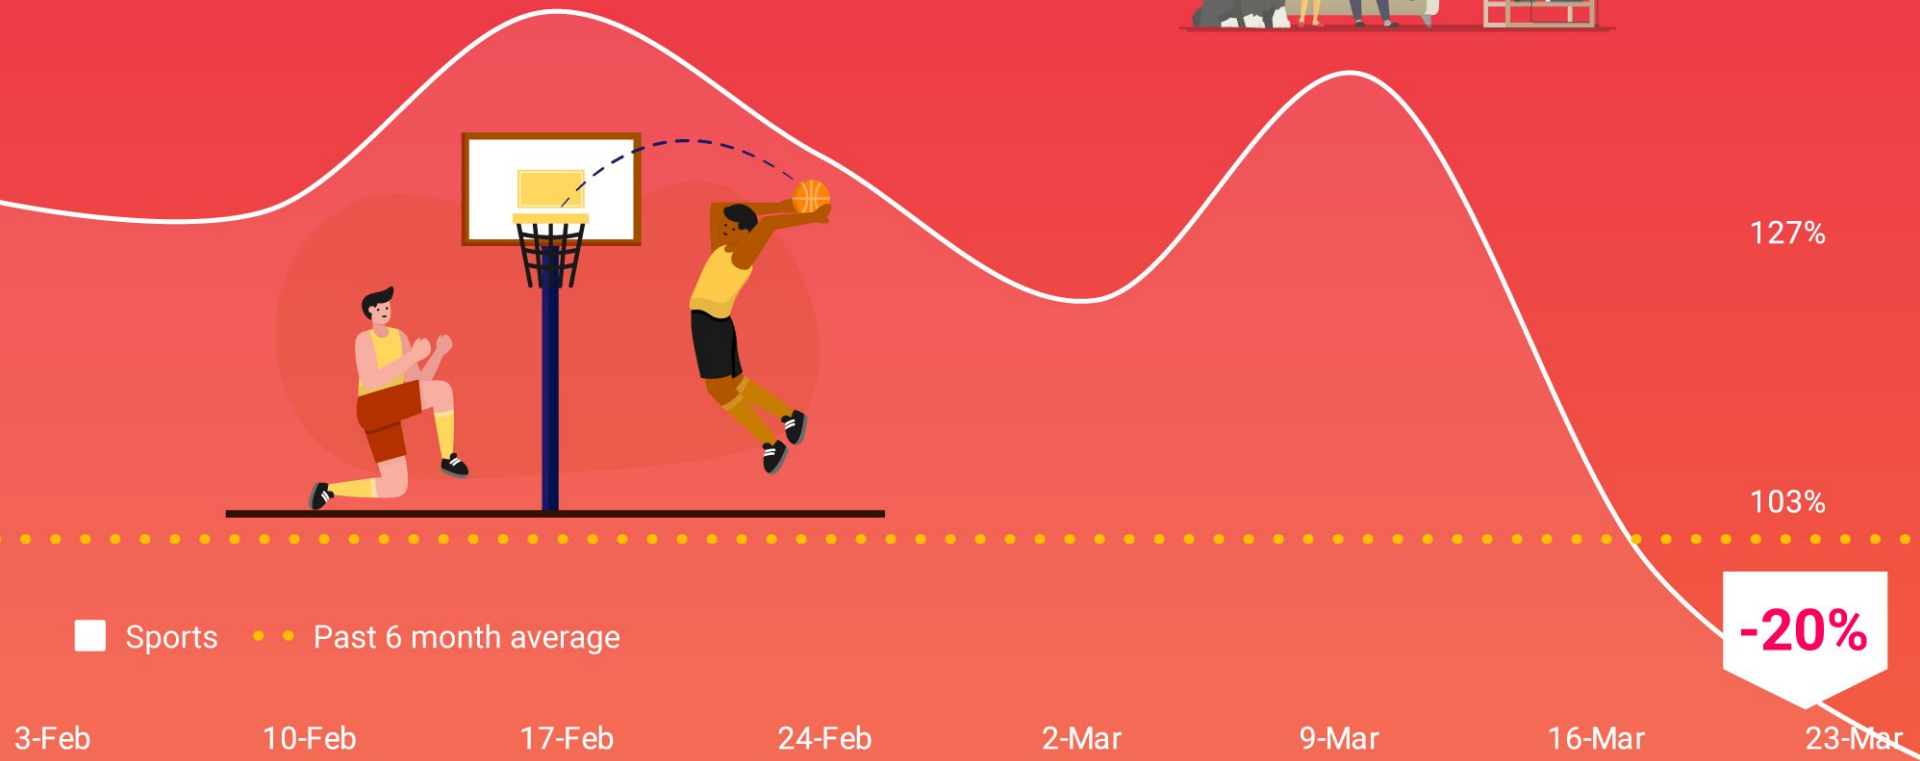 127%
103%
-20%
Sports
Past 6 month average
3-Feb 10-Feb 17-Feb 24-Feb 2-Mar 9-Mar 16-Mar 23-Mar